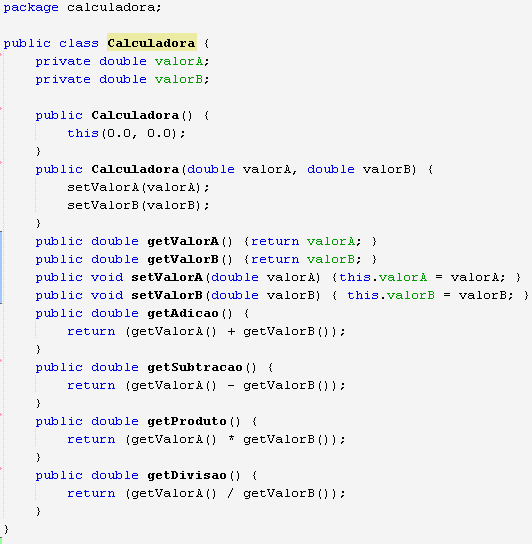 package calculadora;
public class Calculadora {
    private double valorA;
    private double valorB;
    public Calculadora() {
        this(0.0, 0.0);
    }
    public Calculadora(double valorA, double valorB) {
        setValorA(valorA);
        setValorB(valorB);
    }
    public double getValorA() {return valorA; }
    public double getValorB() {return valorB; }
    public void setValorA(double valorA) {this.valorA = valorA; }
    public void setValorB(double valorB) { this.valorB = valorB; }
    public double getAdicao() {
        return (getValorA() + getValorB());
    }
    public double getSubtracao() {
        return (getValorA() - getValorB());
    }
    public double getProduto() {
        return (getValorA() * getValorB());
    }
    public double getDivisao() {
        return (getValorA() / getValorB());
    }
}